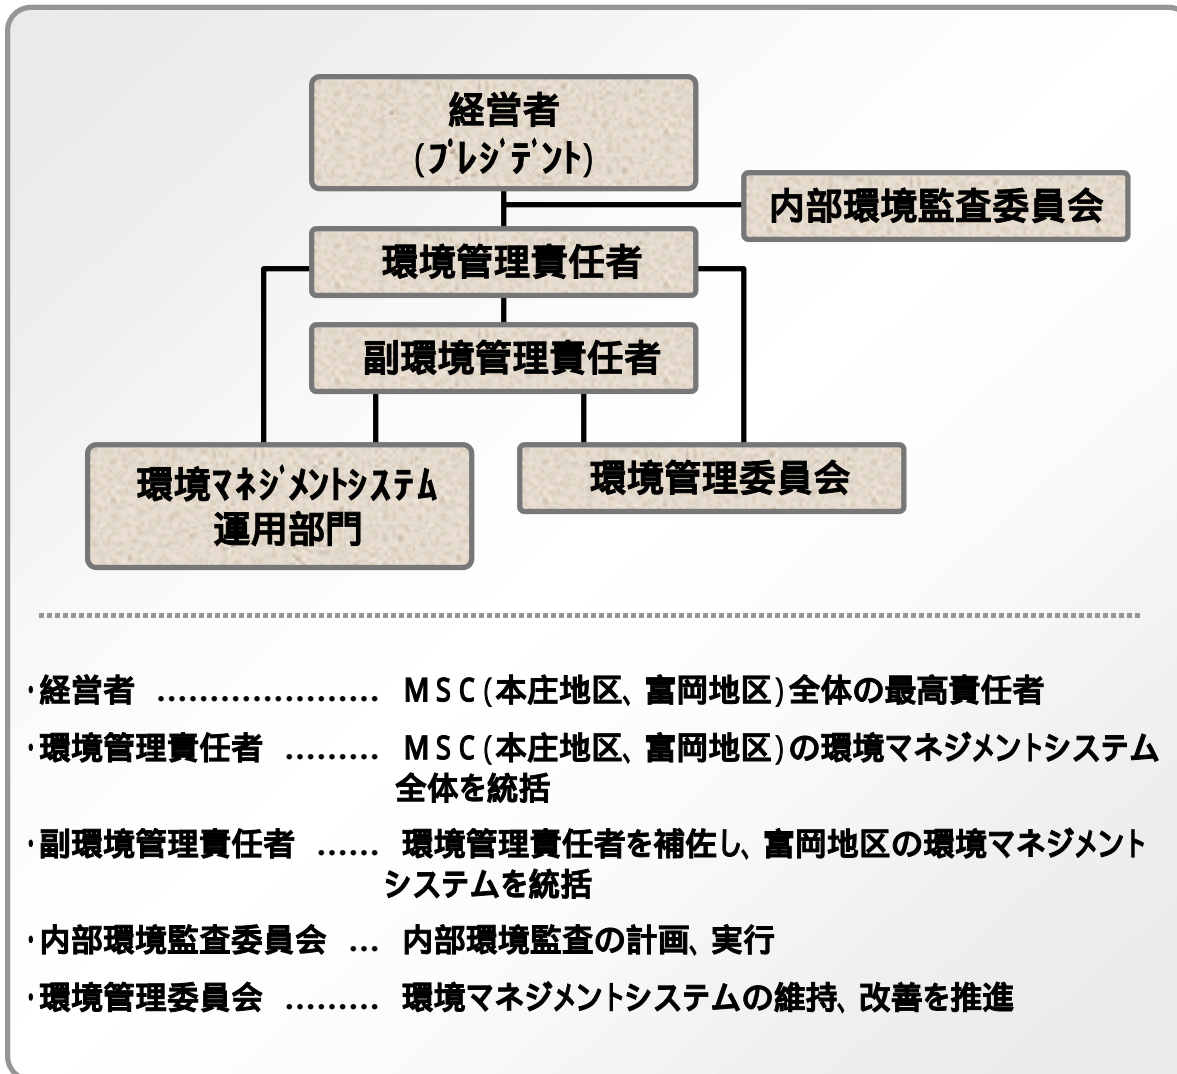 経営者
(ﾌﾟﾚｼﾞﾃﾞﾝﾄ)
内部環境監査委員会
環境管理責任者
副環境管理責任者
環境ﾏﾈｼﾞﾒﾝﾄｼｽﾃﾑ
運用部門
環境管理委員会
・経営者 ..................... ＭＳＣ(本庄地区、富岡地区)全体の最高責任者
・環境管理責任者 ......... ＭＳＣ(本庄地区、富岡地区)の環境マネジメントシステム
全体を統括
・副環境管理責任者 ...... 環境管理責任者を補佐し、富岡地区の環境マネジメント
システムを統括
・内部環境監査委員会 ... 内部環境監査の計画、実行
・環境管理委員会 ......... 環境マネジメントシステムの維持、改善を推進